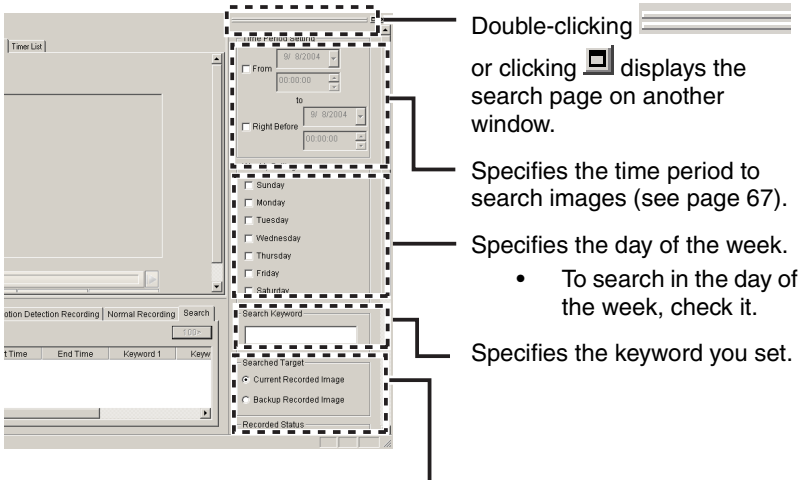 Timer List
Time Period Setting
From
9/ 8/2004
00:00:00
to
Right Before
9/ 8/2004
00:00:00
Sunday
Monday
Tuesday
Wednesday
Thursday
Friday
Saturday
Search Keyword
Searched Target
Current Recorded Image
Backup Recorded Image
Recorded Status
otion Detection Recording
Normal Recording
Search
100>
t Time
End Time
Keyword 1
Keyw
Double-clicking
or clicking displays the
search page on another
window.
Specifies the time period to
search images (see page 67).
Specifies the day of the week.
• To search in the day of
the week, check it.
Specifies the keyword you set.